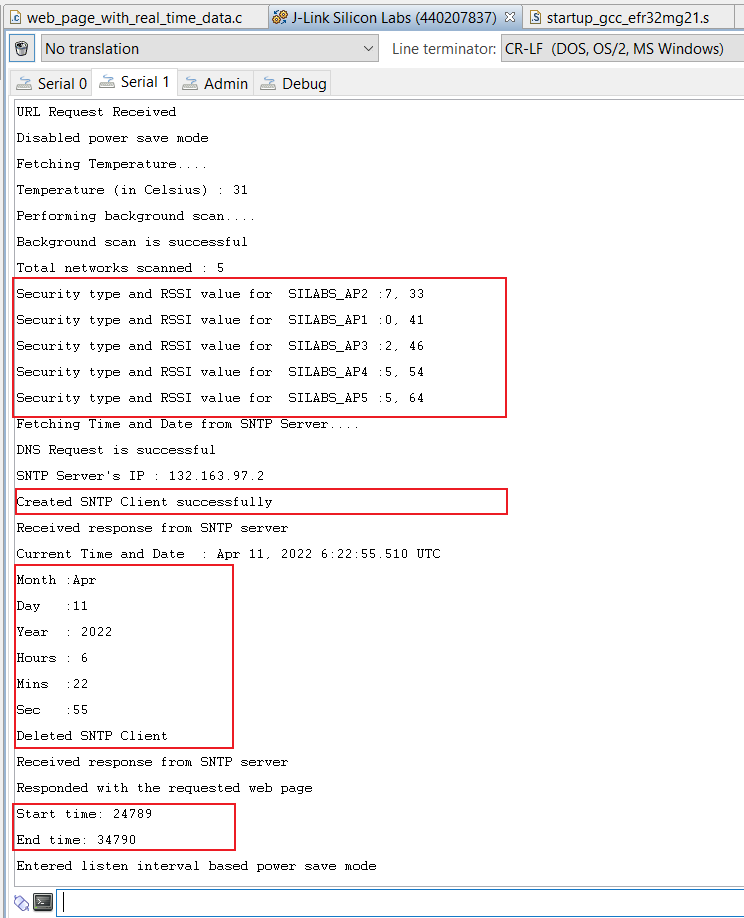 web_page_with_real_time_data.c J-Link Silicon Labs (440207837) startup_gcc_efr32mg21.s
No translation Line terminator: CR-LF (DOS, OS/2, MS Windows)
Serial 0 Serial 1 Admin Debug
URL Request Received
Disabled power save mode
Fetching Temperature....
Temperature (in Celsius) : 31
Performing background scan....
Background scan is successful
Total networks scanned : 5
Security type and RSSI value for  SILABS_AP2 :7, 33
Security type and RSSI value for  SILABS_AP1 :0, 41
Security type and RSSI value for  SILABS_AP3 :2, 46
Security type and RSSI value for  SILABS_AP4 :5, 54
Security type and RSSI value for  SILABS_AP5 :5, 64
Fetching Time and Date from SNTP Server....
DNS Request is successful
SNTP Server's IP : 132.163.97.2
Created SNTP Client successfully
Received response from SNTP server
Current Time and Date  : Apr 11, 2022 6:22:55.510 UTC
Month :Apr
Day   :11
Year  : 2022
Hours : 6
Mins  :22
Sec   :55
Deleted SNTP Client
Received response from SNTP server
Responded with the requested web page
Start time: 24789
End time: 34790
Entered listen interval based power save mode